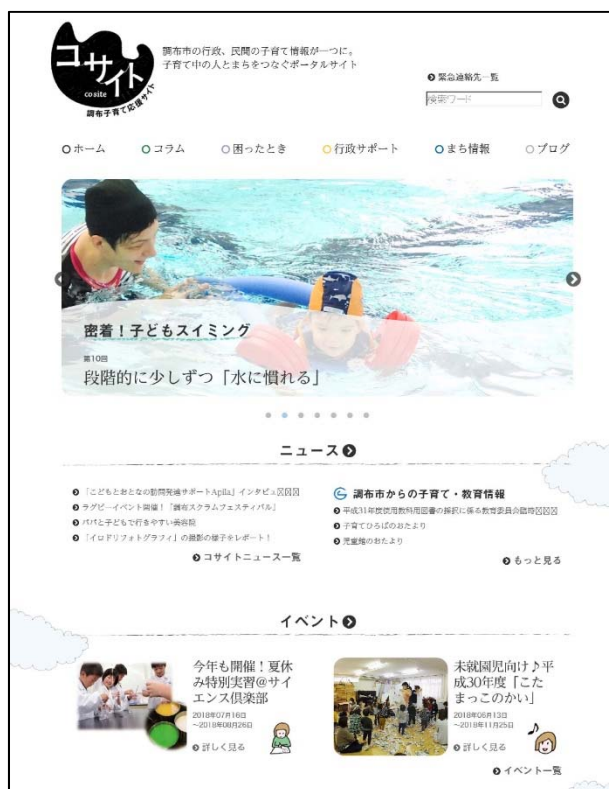 コサイト
cosite
調布子育て応援サイト
調布市の行政、民間の子育て情報が一つに。
子育て中の人とまちをつなぐポータルサイト
緊急連絡先一覧
検索ワード
ホーム
コラム
困ったとき
行政サポート
まち情報
ブログ
密着！子どもスイミング
第10回
段階的に少しずつ「水に慣れる」
ニュース
「こどもとおとなの訪問発達サポートApila」インタビュ
ラグビーイベント開催！「調布スクラムフェスティバル」
パパと子どもで行きやすい美容院
「イロドリフォトグラフィ」の撮影の様子をレポート！
コサイトニュース一覧
調布市からの子育て・教育情報
平成31年度使用教科用図書の採択に係る教育委員会臨時
子育てひろばのおたより
児童館のおたより
もっと見る
イベント
今年も開催！夏休
み特別実習@サイ
エンス倶楽部
2018年07月16日
～2018年08月26日
詳しく見る
未就園児向け♪平
成30年度「こた
まっこのかい」
2018年06月13日
～2018年11月25日
詳しく見る
イベント一覧